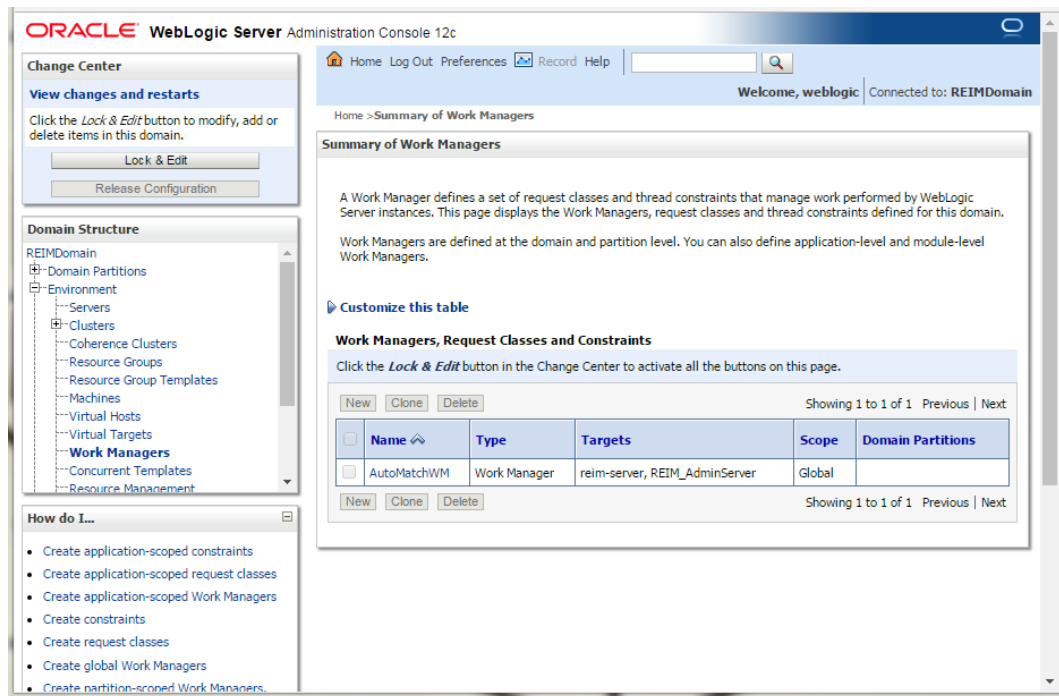 ORACLE WebLogic Server Administration Console 12c
Change Center
View changes and restarts
Click the Lock & Edit button to modify, add or
delete items in this domain.
Lock & Edit
Release Configuration
Domain Structure
REIMDomain
Domain Partitions
Environment
Servers
Clusters
Coherence Clusters
Resource Groups
Resource Group Templates
Machines
Virtual Hosts
Virtual Targets
Work Managers
Concurrent Templates
Resource Management
How do I...
Create application-scoped constraints
Create application-scoped request classes
Create application-scoped Work Managers
Create constraints
Create request classes
Create global Work Managers
Create partition-scoped Work Managers.
Home Log Out Preferences Record Help
Welcome, weblogic Connected to: REIMDomain
Home >Summary of Work Managers
Summary of Work Managers
A Work Manager defines a set of request classes and thread constraints that manage work performed by WebLogic
Server instances. This page displays the Work Managers, request classes and thread constraints defined for this domain.
Work Managers are defined at the domain and partition level. You can also define application-level and module-level
Work Managers.
Customize this table
Work Managers, Request Classes and Constraints
Click the Lock & Edit button in the Change Center to activate all the buttons on this page.
New Clone Delete Showing 1 to 1 of 1 Previous | Next
Name Type Targets Scope Domain Partitions
AutoMatchWM Work Manager reim-server, REIM_AdminServer Global
New Clone Delete Showing 1 to 1 of 1 Previous | Next